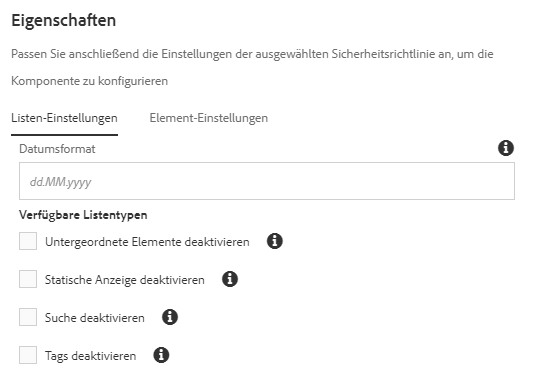 Eigenschaften
Passen Sie anschließend die Einstellungen der ausgewählten Sicherheitsrichtlinie an, um die
Komponente zu konfigurieren
Listen-Einstellungen Element-Einstellungen
Datumsformat
dd.MM.yyyy
Verfügbare Listentypen
Untergeordnete Elemente deaktivieren
Statische Anzeige deaktivieren
Suche deaktivieren
Tags deaktivieren